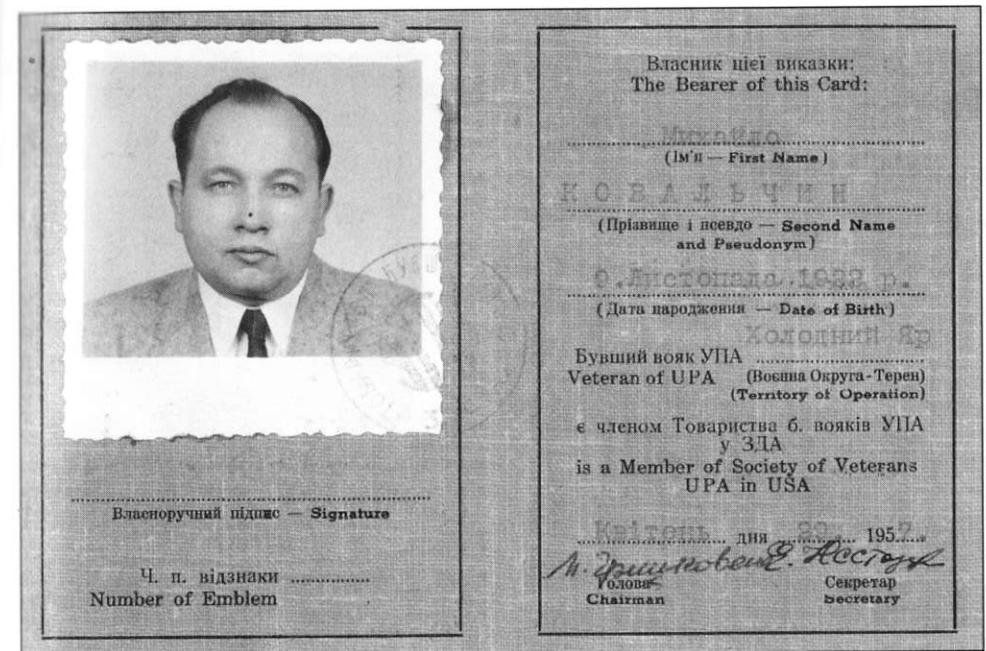 Власноручний підпис — Signature
Ч. п. відзнаки
Number of Emblem
Власник цієї виказки:
The Bearer of this Card:
Михайло
(Ім'я — First Name)
КОВАЛЬЧИН
(Прізвище і псевдо — Second Name
and Pseudonym)
9.Листопада 1922 р.
(Дата народження — Date of Birth)
Холодний Яр
Бувший вояк УПА
Veteran of UPA (Воєнна Округа-Терен)
(Territory of Operation)
є членом Товариства б. вояків УПА
у ЗДА
is a Member of Society of Veterans
UPA in USA
Квітень дня 195 7
Голова Секретар
Chairman Secretary